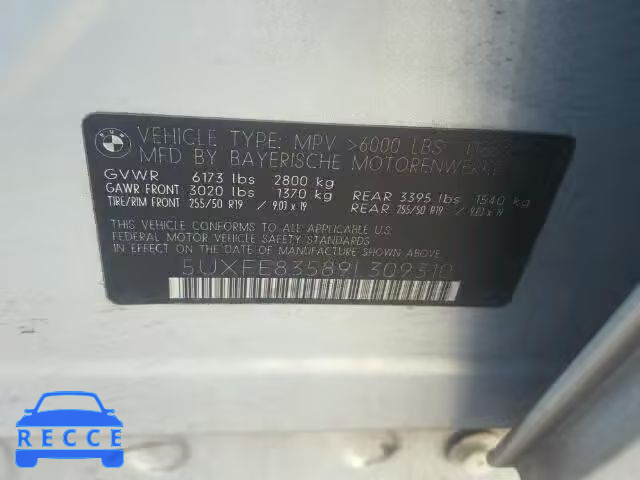 BMW
VEHICLE TYPE: MPV >6000 LBS
MFD BY BAYERISCHE MOTORENWERKE
GVWR 6173 lbs 2800 kg
GAWR FRONT 3020 lbs 1370 kg REAR 3395 lbs 1540 kg
TIRE/RIM FRONT 255/50 R19 / 9.0J x 19 REAR 255/50 R19 / 9.0J x 19
THIS VEHICLE CONFORMS TO ALL APPLICABLE U.S.
FEDERAL MOTOR VEHICLE SAFETY STANDARDS IN EFFECT
ON THE DATE OF MANUFACTURE SHOWN ABOVE
5UXFE83589L309310
RECCE